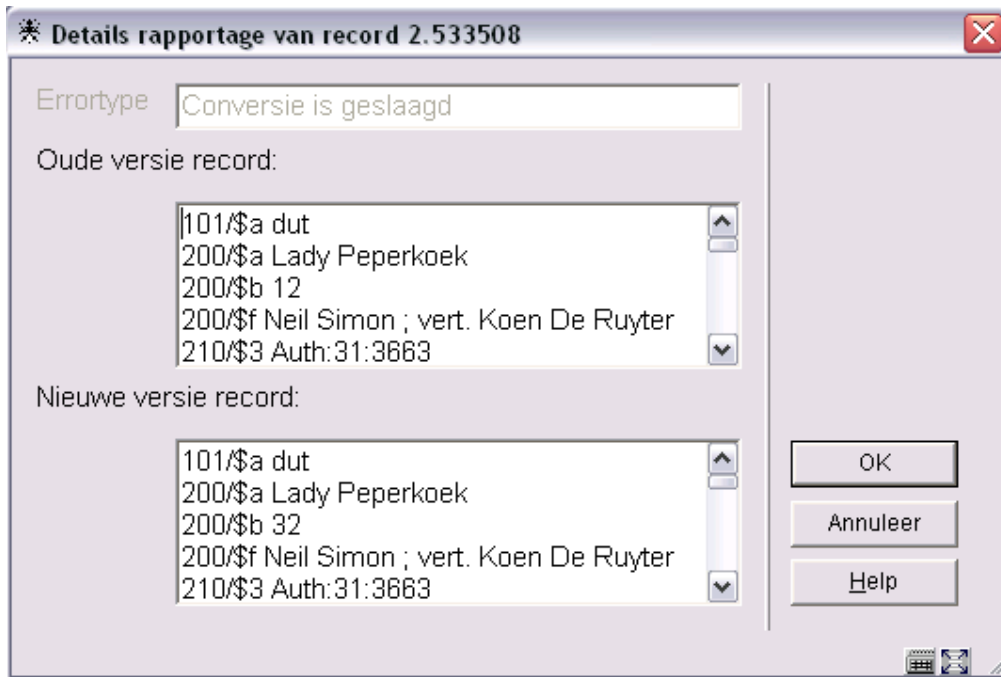 Details rapportage van record 2.533508
Errortype
Conversie is geslaagd
Oude versie record:
101/$a dut
200/$a Lady Peperkoek
200/$b 12
200/$f Neil Simon ; vert. Koen De Ruyter
210/$3 Auth:31:3663
Nieuwe versie record:
101/$a dut
200/$a Lady Peperkoek
200/$b 32
200/$f Neil Simon ; vert. Koen De Ruyter
210/$3 Auth:31:3663
OK
Annuleer
Help